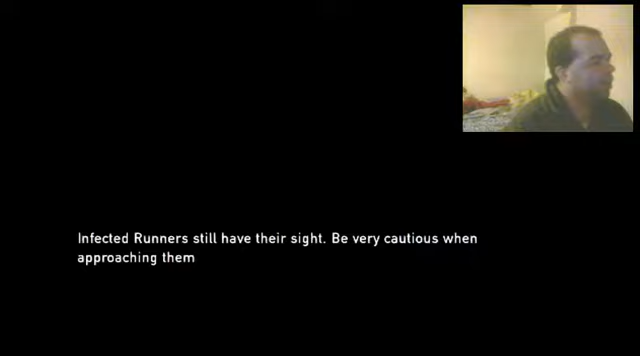 Infected Runners still have their sight. Be very cautious when
approaching them